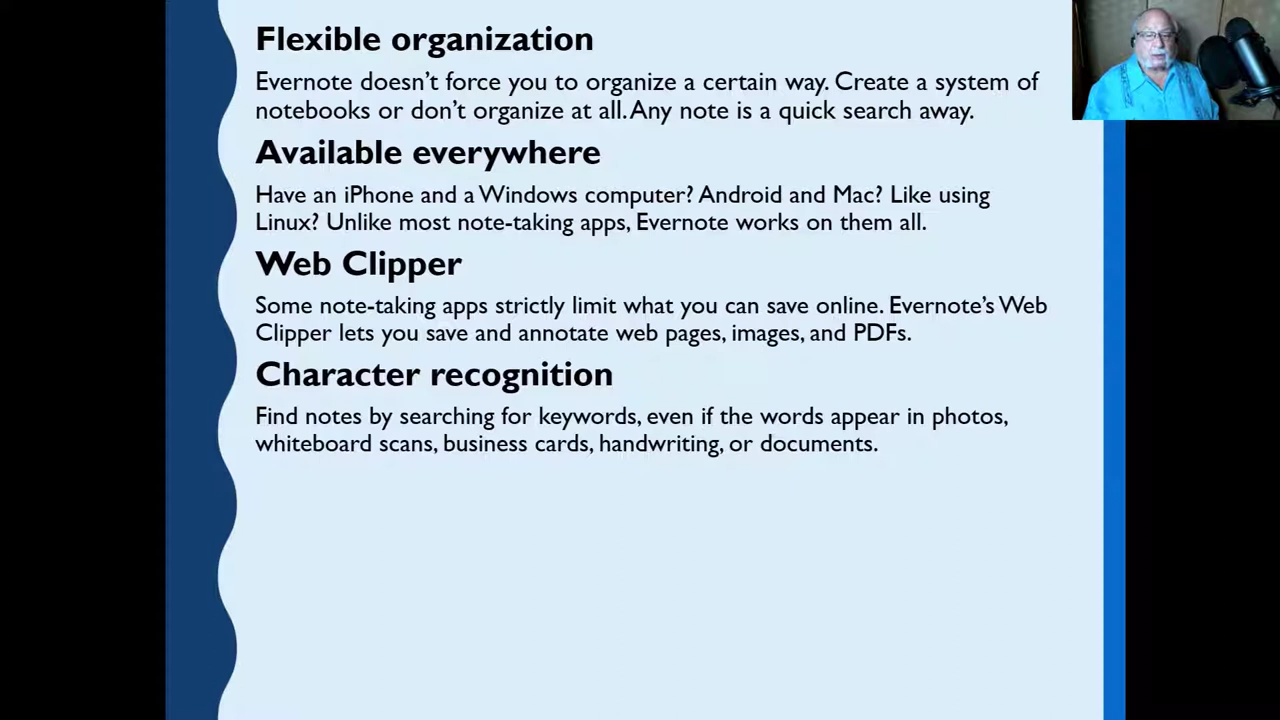 Flexible organization
Evernote doesn’t force you to organize a certain way. Create a system of
notebooks or don’t organize at all. Any note is a quick search away.
Available everywhere
Have an iPhone and a Windows computer? Android and Mac? Like using
Linux? Unlike most note-taking apps, Evernote works on them all.
Web Clipper
Some note-taking apps strictly limit what you can save online. Evernote’s Web
Clipper lets you save and annotate web pages, images, and PDFs.
Character recognition
Find notes by searching for keywords, even if the words appear in photos,
whiteboard scans, business cards, handwriting, or documents.